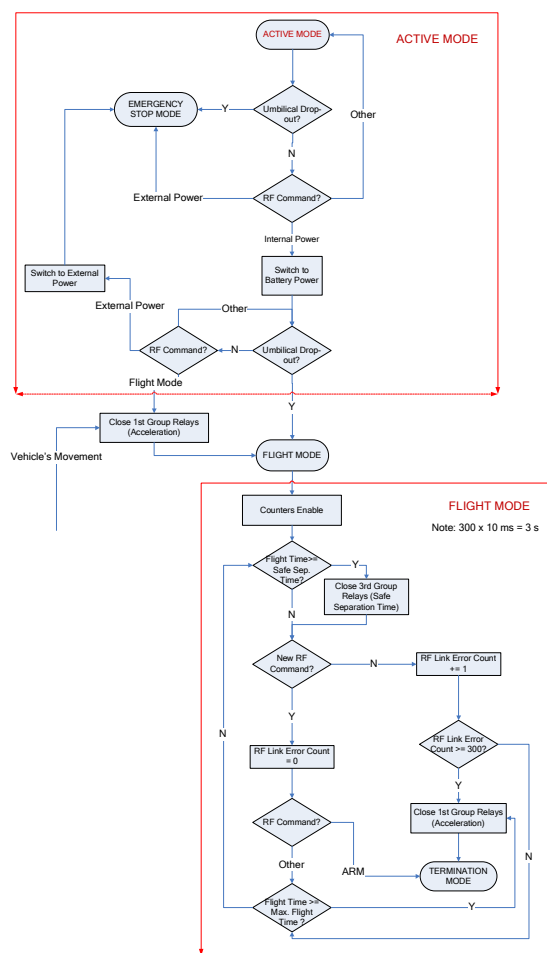 ACTIVE MODE
ACTIVE MODE
EMERGENCY
STOP MODE
Y
Umbilical Drop-
out?
Other
N
External Power
RF Command?
Internal Power
Switch to External
Power
Switch to
Battery Power
External Power
Other
RF Command?
N
Umbilical Drop-
out?
Flight Mode
Y
Close 1st Group Relays
(Acceleration)
Vehicle's Movement
FLIGHT MODE
FLIGHT MODE
Note: 300 x 10 ms = 3 s
Counters Enable
Flight Time>=
Safe Sep.
Time?
Y
Close 3rd Group
Relays (Safe
Separation Time)
N
New RF
Command?
N
RF Link Error Count
+= 1
Y
N
RF Link Error Count
= 0
RF Link Error
Count >= 300?
Y
RF Command?
Close 1st Group Relays
(Acceleration)
N
Other
ARM
TERMINATION
MODE
Flight Time >=
Max. Flight
Time ?
Y